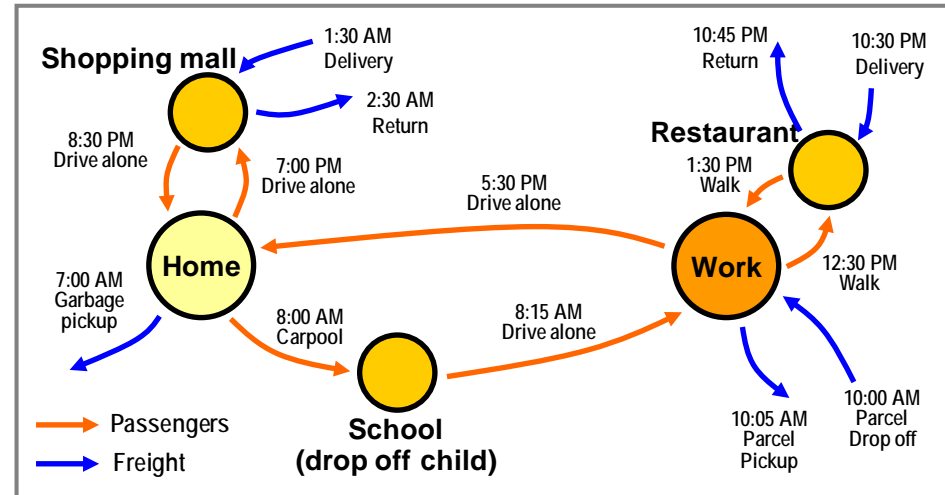 1:30 AM
Delivery
Shopping mall
2:30 AM
Return
8:30 PM
Drive alone
7:00 PM
Drive alone
10:45 PM
Return
10:30 PM
Delivery
Restaurant
1:30 PM
Walk
5:30 PM
Drive alone
Home
Work
12:30 PM
Walk
7:00 AM
Garbage
pickup
8:00 AM
Carpool
8:15 AM
Drive alone
School
(drop off child)
10:05 AM
Parcel
Pickup
10:00 AM
Parcel
Drop off
Passengers
Freight